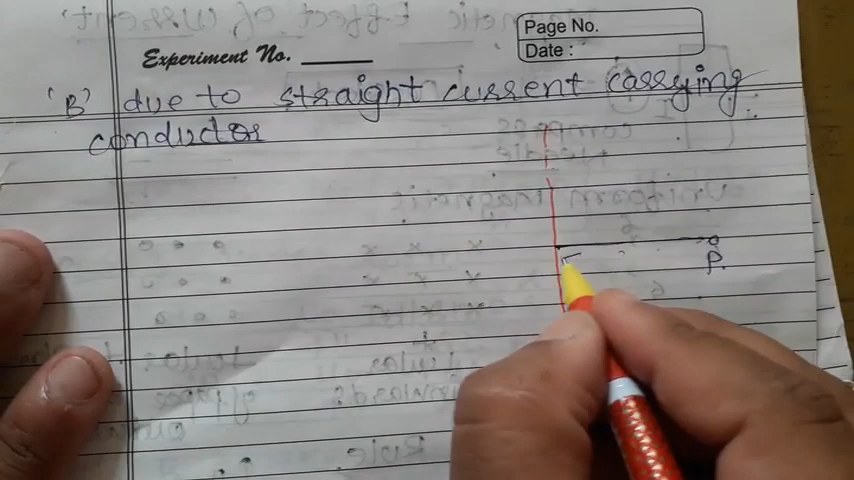 Page No.
Experiment No.
Date :
'B' due to straight current carrying
conductor
P.